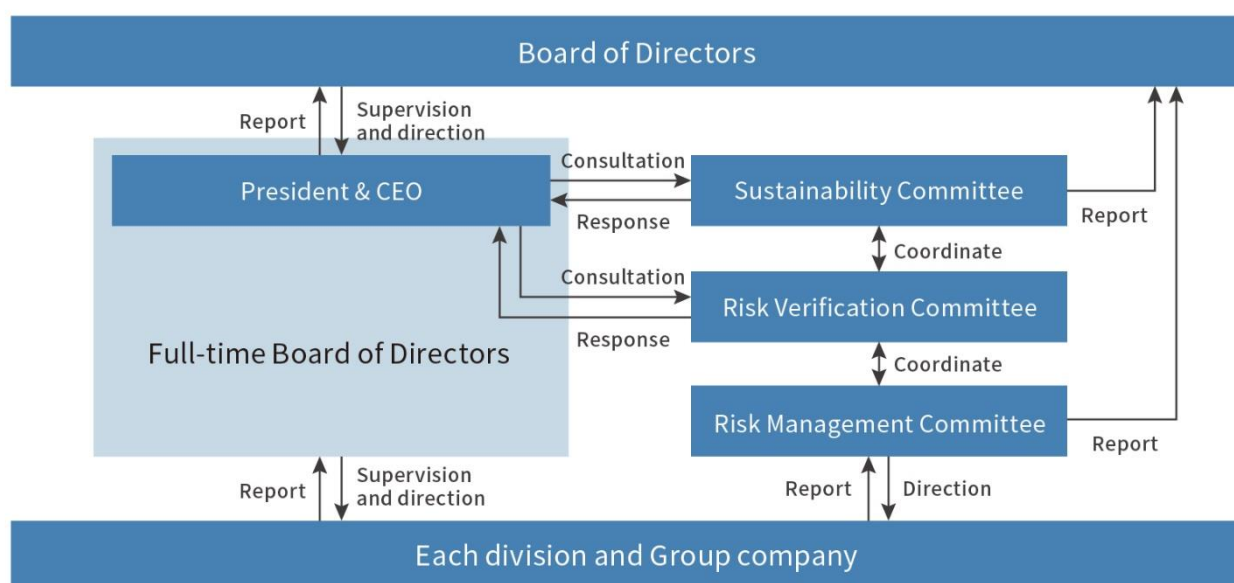 Board of Directors
Report
Supervision
and direction
President & CEO
Consultation
Response
Sustainability Committee
Report
Coordinate
Consultation
Response
Risk Verification Committee
Full-time Board of Directors
Coordinate
Risk Management Committee
Report
Report
Supervision
and direction
Report
Direction
Each division and Group company